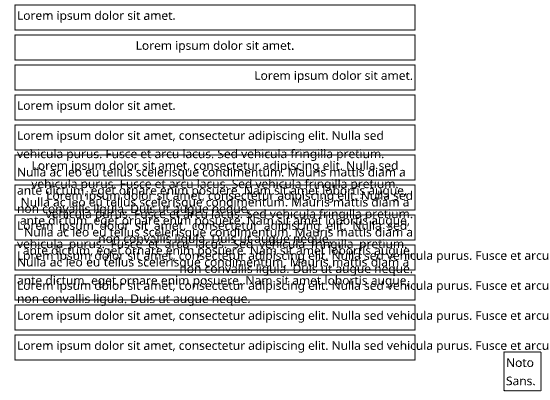 Lorem ipsum dolor sit amet.
Lorem ipsum dolor sit amet.
Lorem ipsum dolor sit amet.
Lorem ipsum dolor sit amet.
Lorem ipsum dolor sit amet, consectetur adipiscing elit. Nulla sed
vehicula purus. Fusce et arcu lacus. Sed vehicula fringilla pretium.
Nulla ac leo eu tellus scelerisque condimentum. Mauris mattis diam a
ante dictum, eget ornare enim posuere. Nam sit amet lobortis augue,
non convallis ligula. Duis ut augue neque.
Lorem ipsum dolor sit amet, consectetur adipiscing elit. Nulla sed
vehicula purus. Fusce et arcu lacus. Sed vehicula fringilla pretium.
Nulla ac leo eu tellus scelerisque condimentum. Mauris mattis diam a
ante dictum, eget ornare enim posuere. Nam sit amet lobortis augue,
non convallis ligula. Duis ut augue neque.
Lorem ipsum dolor sit amet, consectetur adipiscing elit. Nulla sed
vehicula purus. Fusce et arcu lacus. Sed vehicula fringilla pretium.
Nulla ac leo eu tellus scelerisque condimentum. Mauris mattis diam a
ante dictum, eget ornare enim posuere. Nam sit amet lobortis augue,
non convallis ligula. Duis ut augue neque.
Lorem ipsum dolor sit amet, consectetur adipiscing elit. Nulla sed
vehicula purus. Fusce et arcu lacus. Sed vehicula fringilla pretium.
Nulla ac leo eu tellus scelerisque condimentum. Mauris mattis diam a
ante dictum, eget ornare enim posuere. Nam sit amet lobortis augue,
non convallis ligula. Duis ut augue neque.
Lorem ipsum dolor sit amet, consectetur adipiscing elit. Nulla sed vehicula purus. Fusce et arcu
Lorem ipsum dolor sit amet, consectetur adipiscing elit. Nulla sed vehicula purus. Fusce et arcu
Lorem ipsum dolor sit amet, consectetur adipiscing elit. Nulla sed vehicula purus. Fusce et arcu
Lorem ipsum dolor sit amet, consectetur adipiscing elit. Nulla sed vehicula purus. Fusce et arcu
Noto
Sans.